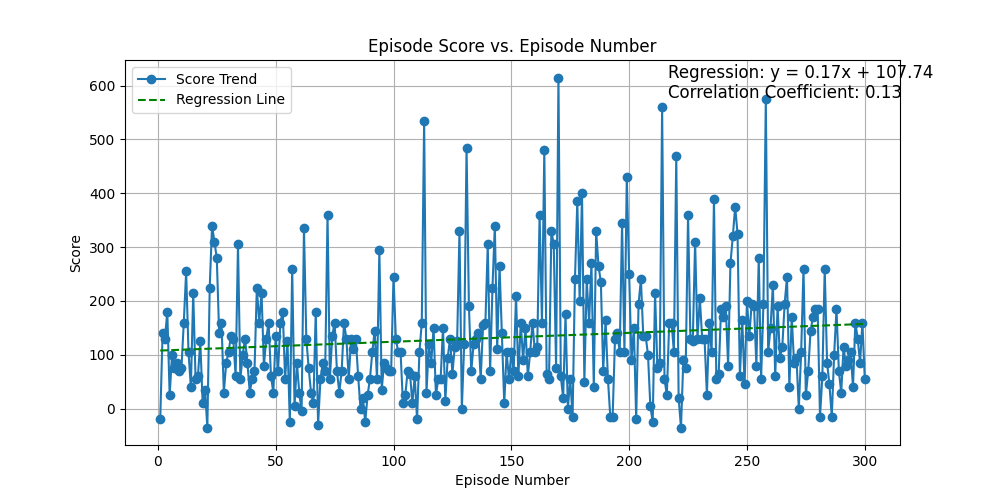 Episode Score vs. Episode Number
Score Trend
Regression Line
Regression: y = 0.17x + 107.74
Correlation Coefficient: 0.13
Score
600
500
400
300
200
100
0
0 50 100 150 200 250 300
Episode Number